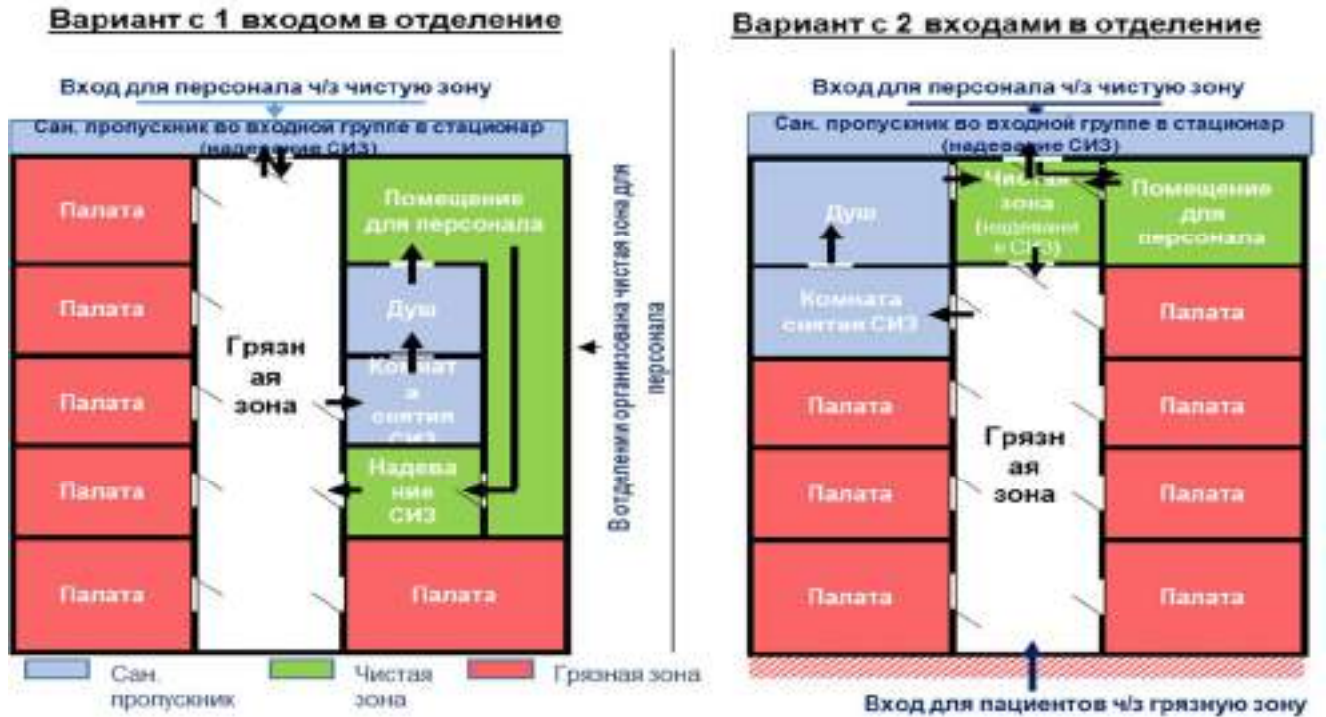 Вариант с 1 входом в отделение
Вход для персонала ч/з чистую зону
Сан. пропускник во входной группе в стационар
(надевание СИЗ)
Палата
Палата
Палата
Палата
Палата
Грязн
ая
зона
Помещение
для персонала
Душ
Комнат
а
снятия
СИЗ
Надева
ние
СИЗ
Палата
В отделении организована чистая зона для
персонала
Сан.
пропускник
Чистая
зона
Грязная зона
Вариант с 2 входами в отделение
Вход для персонала ч/з чистую зону
Сан. пропускник во входной группе в стационар
(надевание СИЗ)
Душ
Чистая
зона
(надевани
е СИЗ)
Помещение
для
персонала
Комната
снятия СИЗ
Палата
Палата
Палата
Палата
Грязн
ая
зона
Палата
Палата
Палата
Вход для пациентов ч/з грязную зону